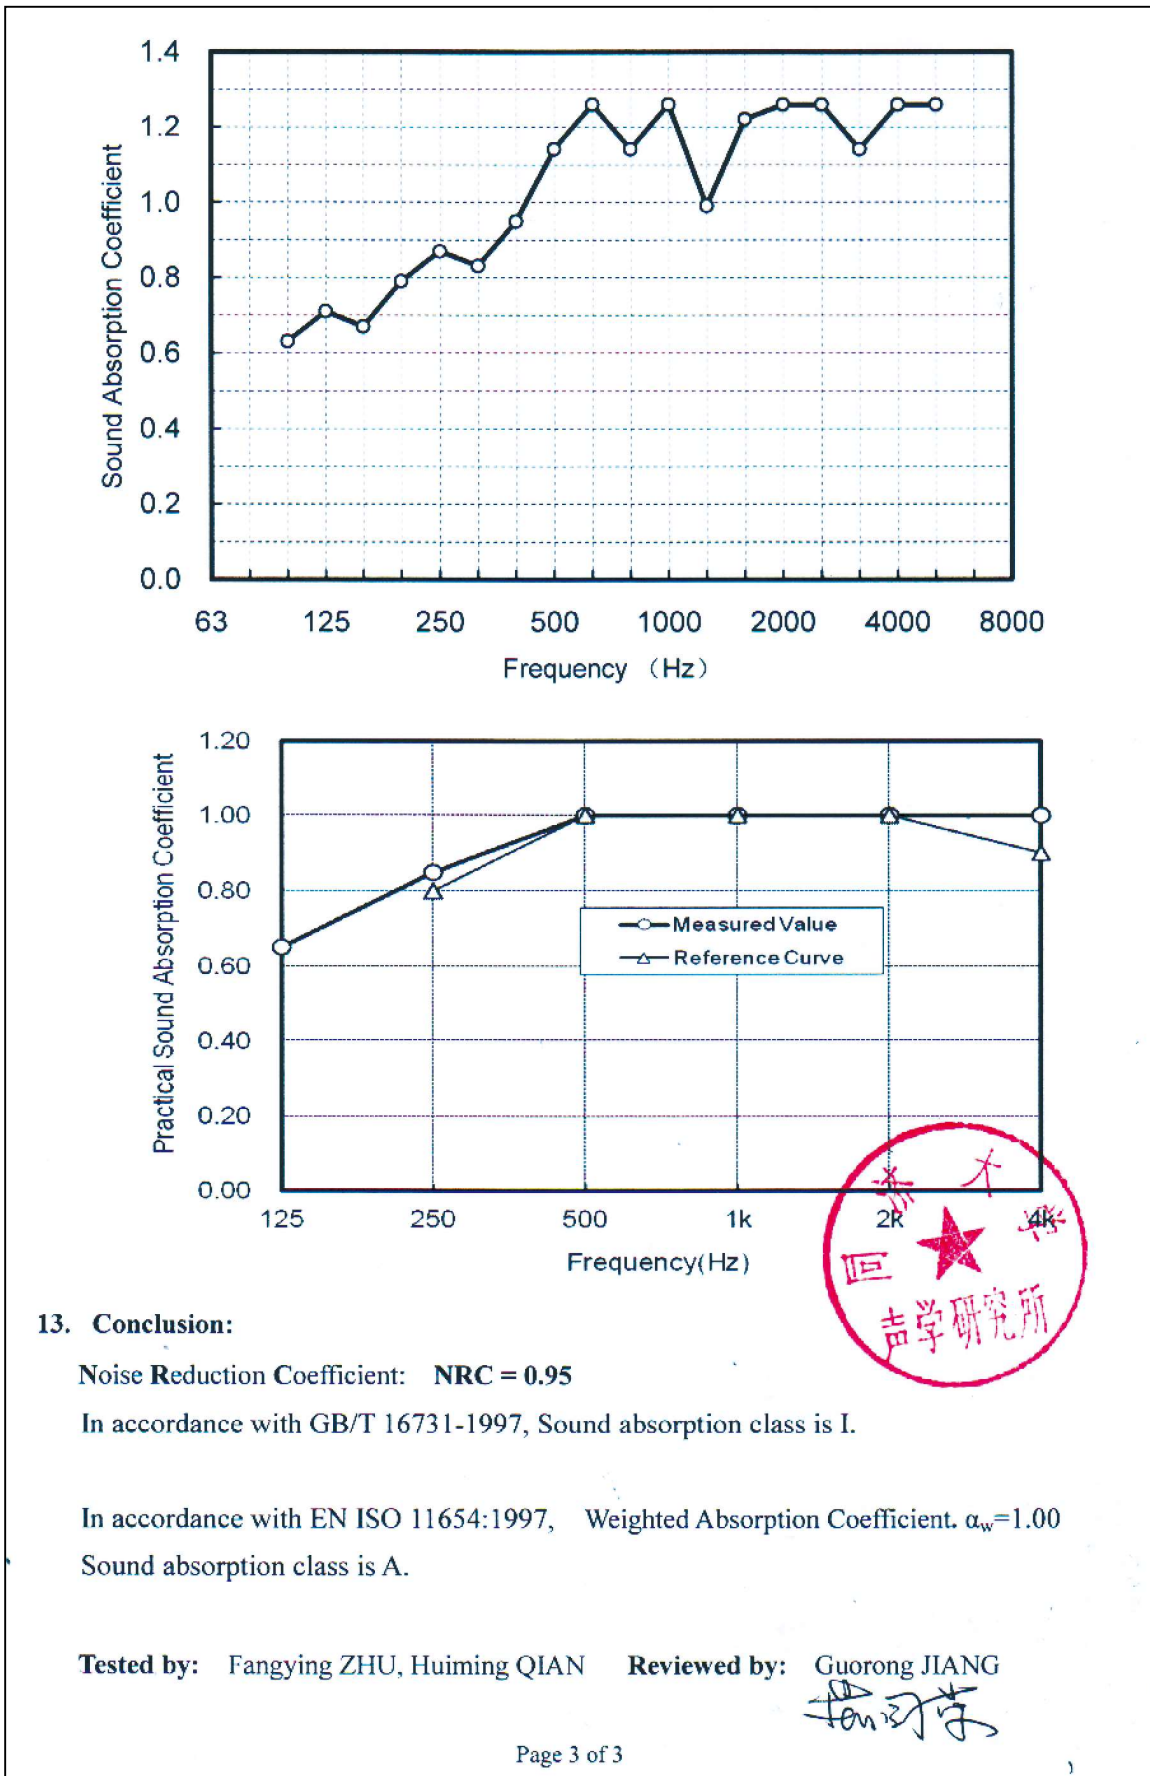 1.4
1.2
1.0
0.8
0.6
0.4
0.2
0.0
Sound Absorption Coefficient
63 125 250 500 1000 2000 4000 8000
Frequency （Hz）
1.20
1.00
0.80
0.60
0.40
0.20
0.00
Practical Sound Absorption Coefficient
Measured Value
Reference Curve
125 250 500 1k 2k 4k
Frequency(Hz)
济大学
声学研究所
13. Conclusion:
Noise Reduction Coefficient: NRC = 0.95
In accordance with GB/T 16731-1997, Sound absorption class is I.
In accordance with EN ISO 11654:1997, Weighted Absorption Coefficient. αw=1.00
Sound absorption class is A.
Tested by: Fangying ZHU, Huiming QIAN Reviewed by: Guorong JIANG
Page 3 of 3